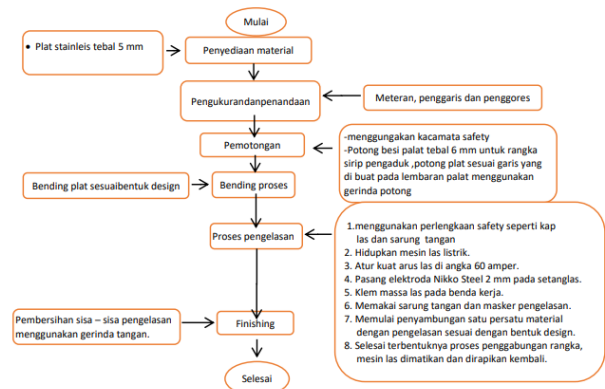 Mulai
• Plat stainleis tebal 5 mm
Penyediaan material
Pengukurandanpenandaan
Meteran, penggaris dan penggores
Pemotongan
-menggungakan kacamata safety
-Potong besi palat tebal 6 mm untuk rangka
sirip pengaduk ,potong plat sesuai garis yang
di buat pada lembaran palat menggunakan
gerinda potong
Bending plat sesuaibentuk design
Bending proses
Proses pengelasan
1.menggunakan perlengkaan safety seperti kap
las dan sarung tangan
2. Hidupkan mesin las listrik.
3. Atur kuat arus las di angka 60 amper.
4. Pasang elektroda Nikko Steel 2 mm pada setanglas.
5. Klem massa las pada benda kerja.
6. Memakai sarung tangan dan masker pengelasan.
7. Memulai penyambungan satu persatu material
dengan pengelasan sesuai dengan bentuk design.
8. Selesai terbentuknya proses penggabungan rangka,
mesin las dimatikan dan dirapikan kembali.
Pembersihan sisa – sisa pengelasan
menggunakan gerinda tangan.
Finishing
Selesai